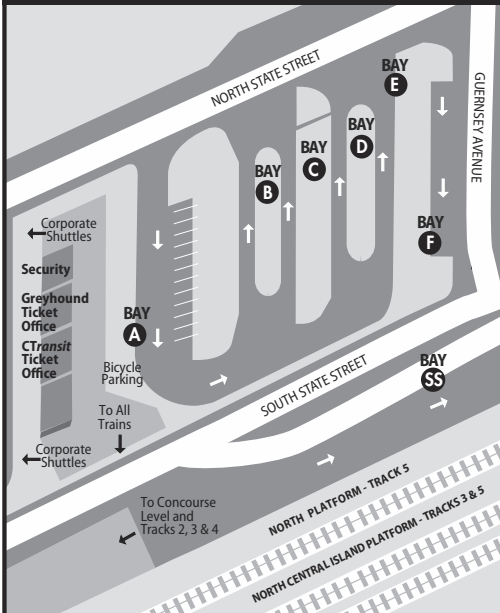 NORTH STATE STREET
GUERNSEY AVENUE
BAY
E
BAY
D
BAY
C
BAY
B
BAY
F
BAY
A
BAY
SS
Corporate
Shuttles
Security
Greyhound
Ticket
Office
CTransit
Ticket
Office
Bicycle
Parking
To All
Trains
Corporate
Shuttles
SOUTH STATE STREET
To Concourse
Level and
Tracks 2, 3 & 4
NORTH PLATFORM - TRACK 5
NORTH CENTRAL ISLAND PLATFORM - TRACKS 3 & 5